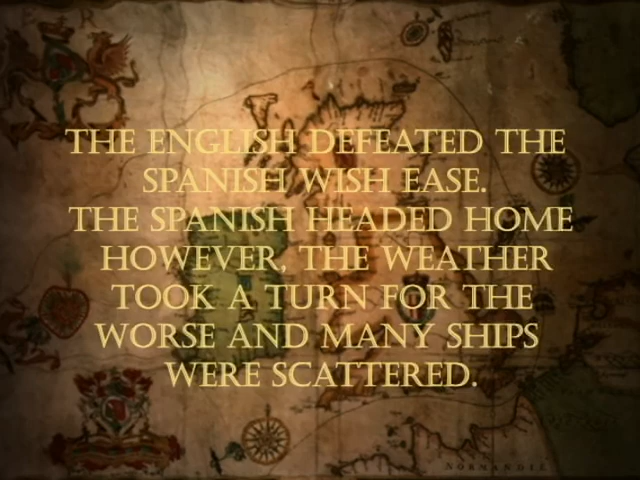 THE ENGLISH DEFEATED THE
SPANISH WISH EASE.
THE SPANISH HEADED HOME
HOWEVER, THE WEATHER
TOOK A TURN FOR THE
WORSE AND MANY SHIPS
WERE SCATTERED.
NORMANDIE